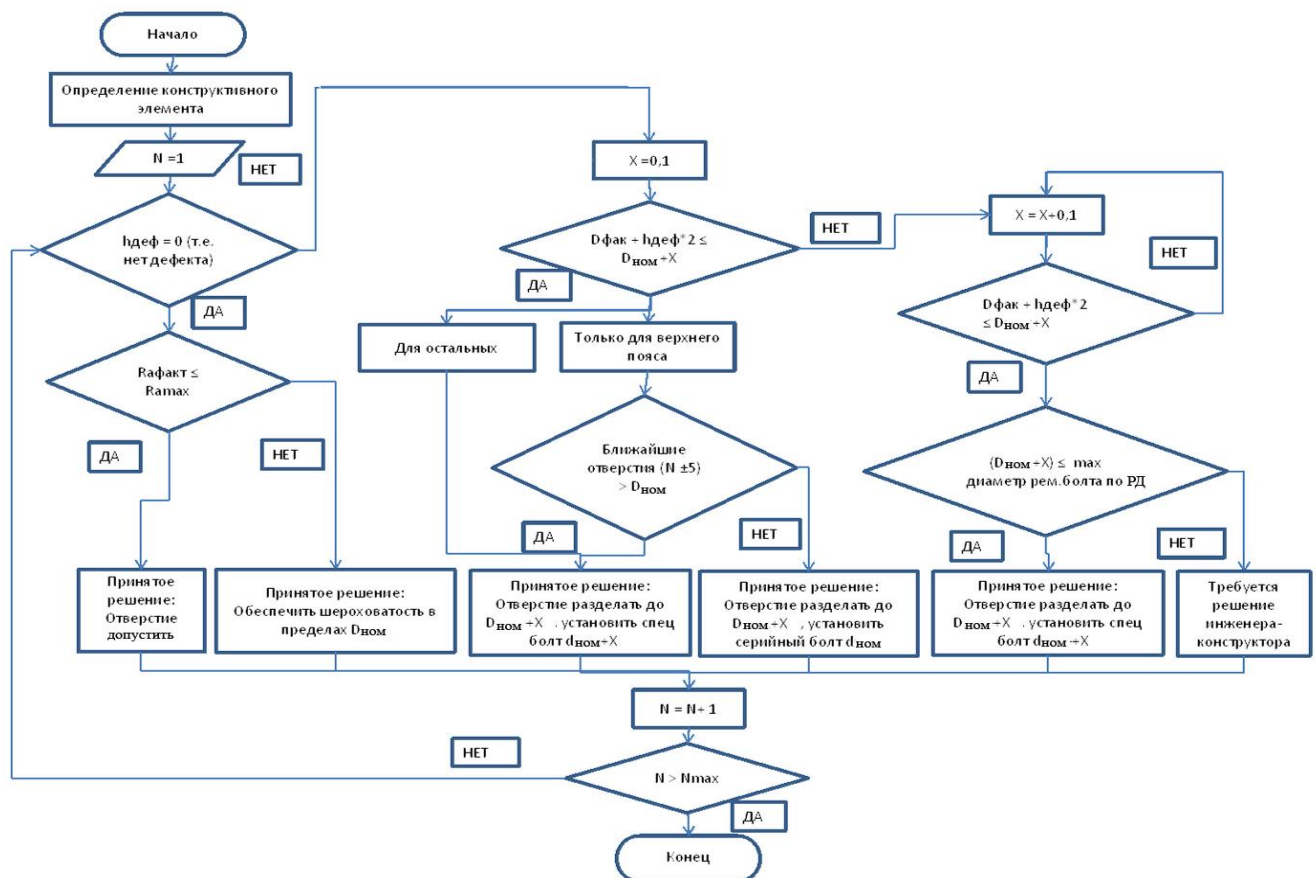 Начало
Определение конструктивного
элемента
N =1
НЕТ
hдеф = 0 (т.е.
нет дефекта)
ДА
Rафакт ≤
Ramax
ДА
НЕТ
Принятое
решение:
Отверстие
допустить
Принятое решение:
Обеспечить шероховатость в
пределах Dном
X =0,1
Dфак + hдеф*2 ≤
Dном +X
НЕТ
ДА
Для остальных
Только для верхнего
пояса
Ближайшие
отверстия (N ±5)
> Dном
ДА
НЕТ
Принятое решение:
Отверстие разделать до
Dном +X . установить спец
болт dном+X
Принятое решение:
Отверстие разделать до
Dном +X , установить
серийный болт dном
X = X+0,1
НЕТ
Dфак + hдеф*2
≤ Dном +X
ДА
(Dном +X) ≤ max
диаметр рем.болта по РД
ДА
НЕТ
Принятое решение:
Отверстие разделать до
Dном +X . установить спец
болт dном +X
Требуется
решение
инженера-
конструктора
N = N+ 1
НЕТ
N > Nmax
ДА
Конец